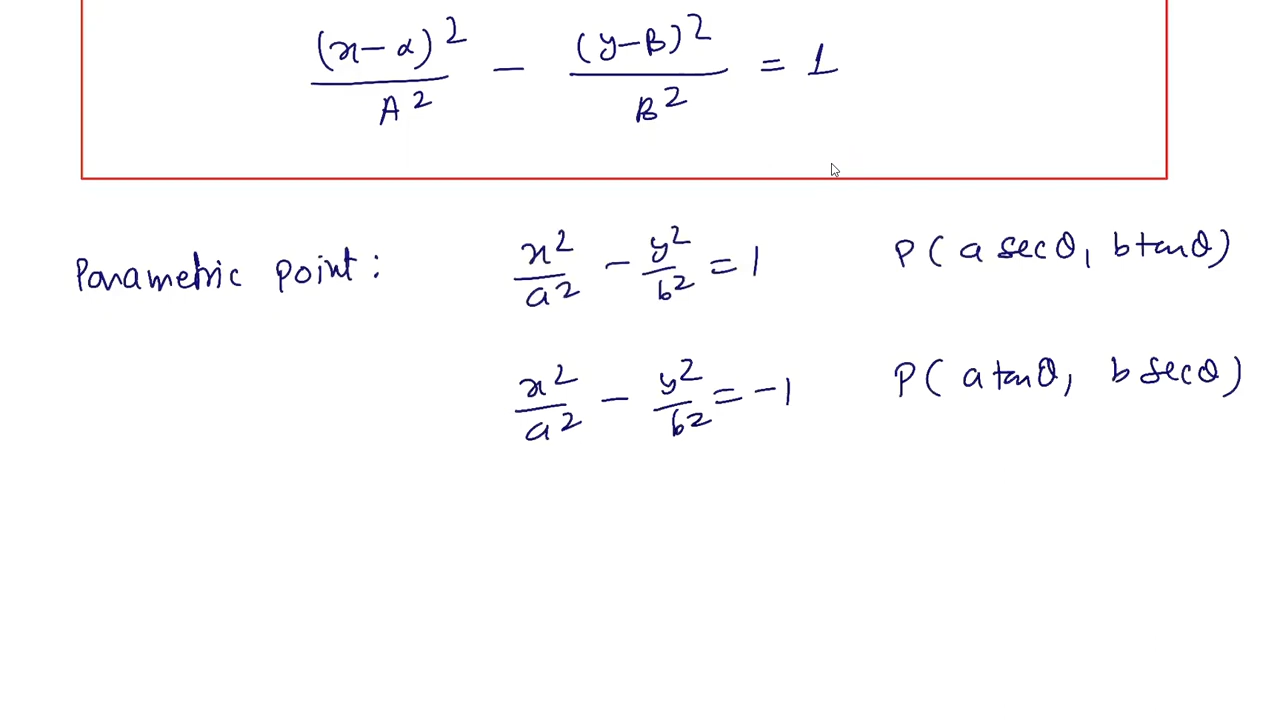 (x-α)²/A² - (y-β)²/B² = 1
Parametric point: x²/a² - y²/b² = 1 P(a secθ, b tanθ)
x²/a² - y²/b² = -1 P(a tanθ, b secθ)